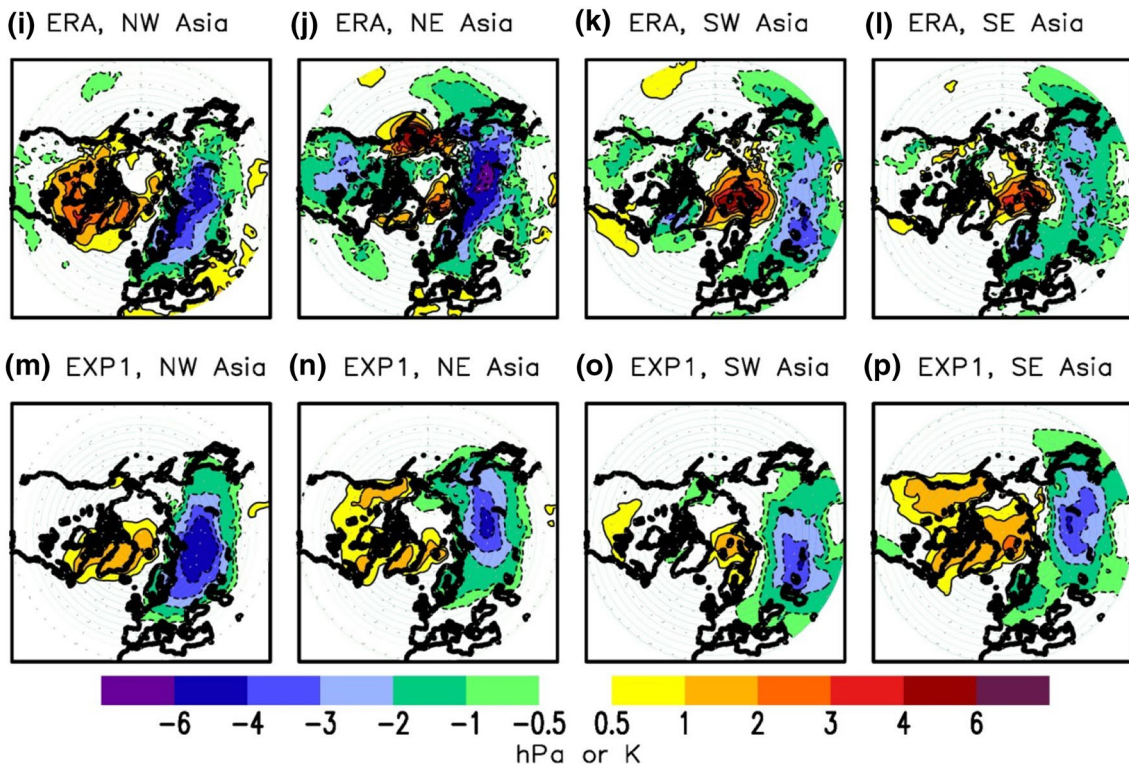 (i) ERA, NW Asia (j) ERA, NE Asia (k) ERA, SW Asia (l) ERA, SE Asia
(m) EXP1, NW Asia (n) EXP1, NE Asia (o) EXP1, SW Asia (p) EXP1, SE Asia
-6 -4 -3 -2 -1 -0.5 0.5 1 2 3 4 6
hPa or K